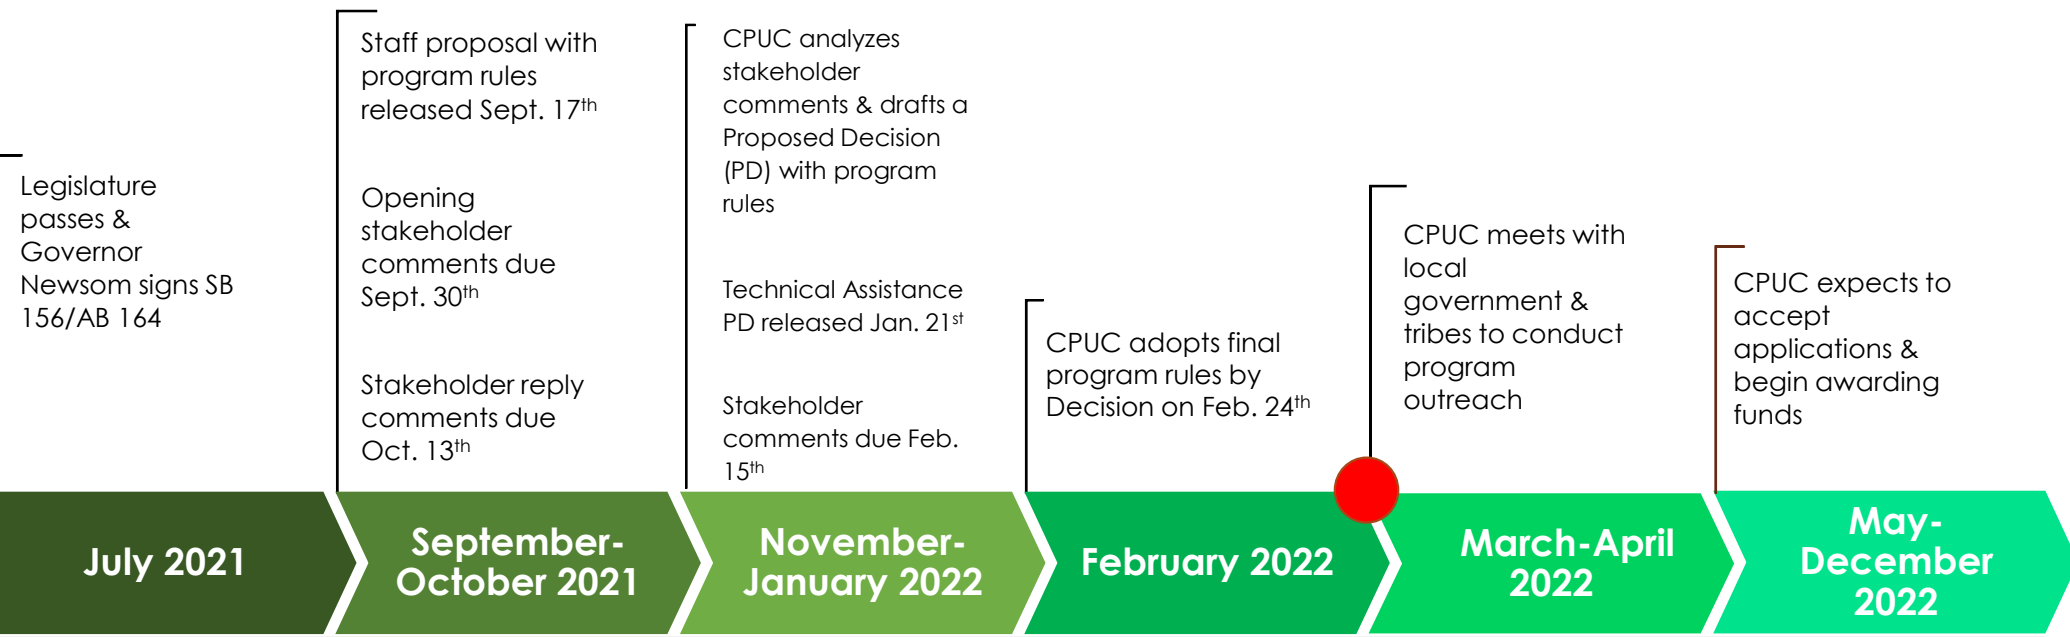 Legislature
passes &
Governor
Newsom signs SB
156/AB 164
Staff proposal with
program rules
released Sept. 17th
Opening
stakeholder
comments due
Sept. 30th
Stakeholder reply
comments due
Oct. 13th
CPUC analyzes
stakeholder
comments & drafts a
Proposed Decision
(PD) with program
rules
Technical Assistance
PD released Jan. 21st
Stakeholder
comments due Feb.
15th
CPUC adopts final
program rules by
Decision on Feb. 24th
CPUC meets with
local
government &
tribes to conduct
program
outreach
CPUC expects to
accept
applications &
begin awarding
funds
July 2021
September-
October 2021
November-
January 2022
February 2022
March-April
2022
May-
December
2022